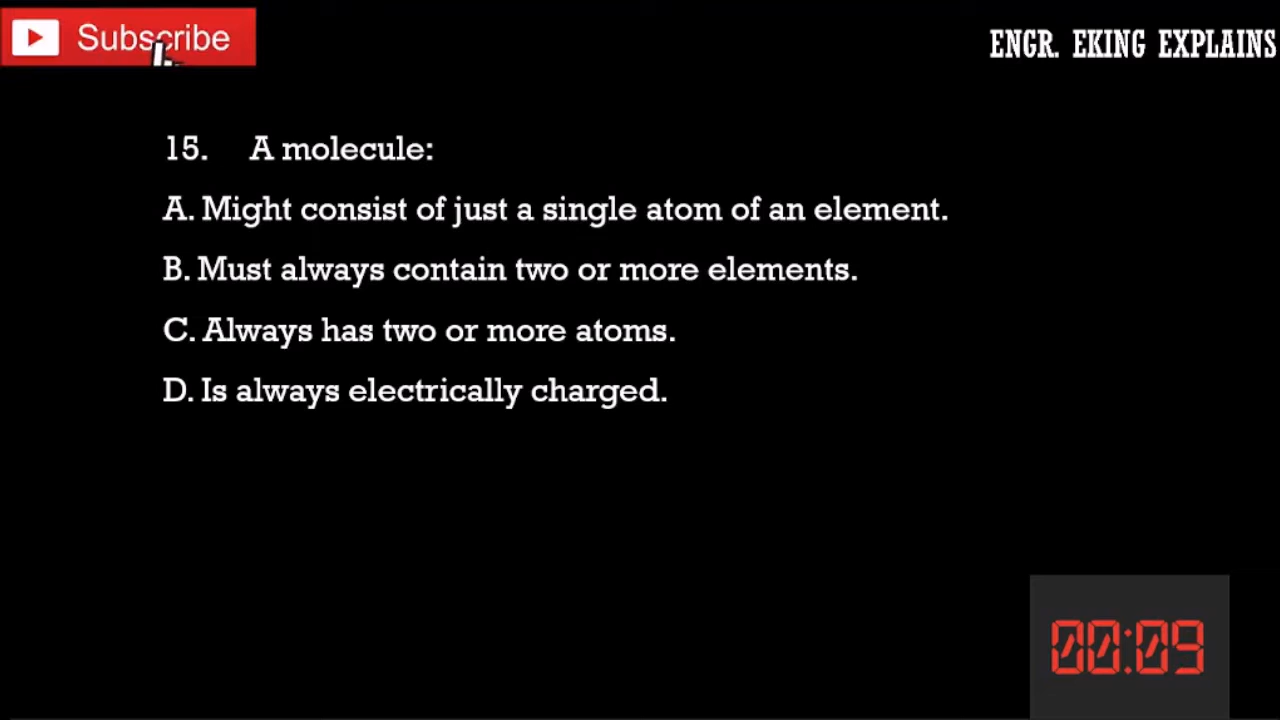 Subscribe
ENGR. EKING EXPLAINS
15. A molecule:
A. Might consist of just a single atom of an element.
B. Must always contain two or more elements.
C. Always has two or more atoms.
D. Is always electrically charged.
00:09